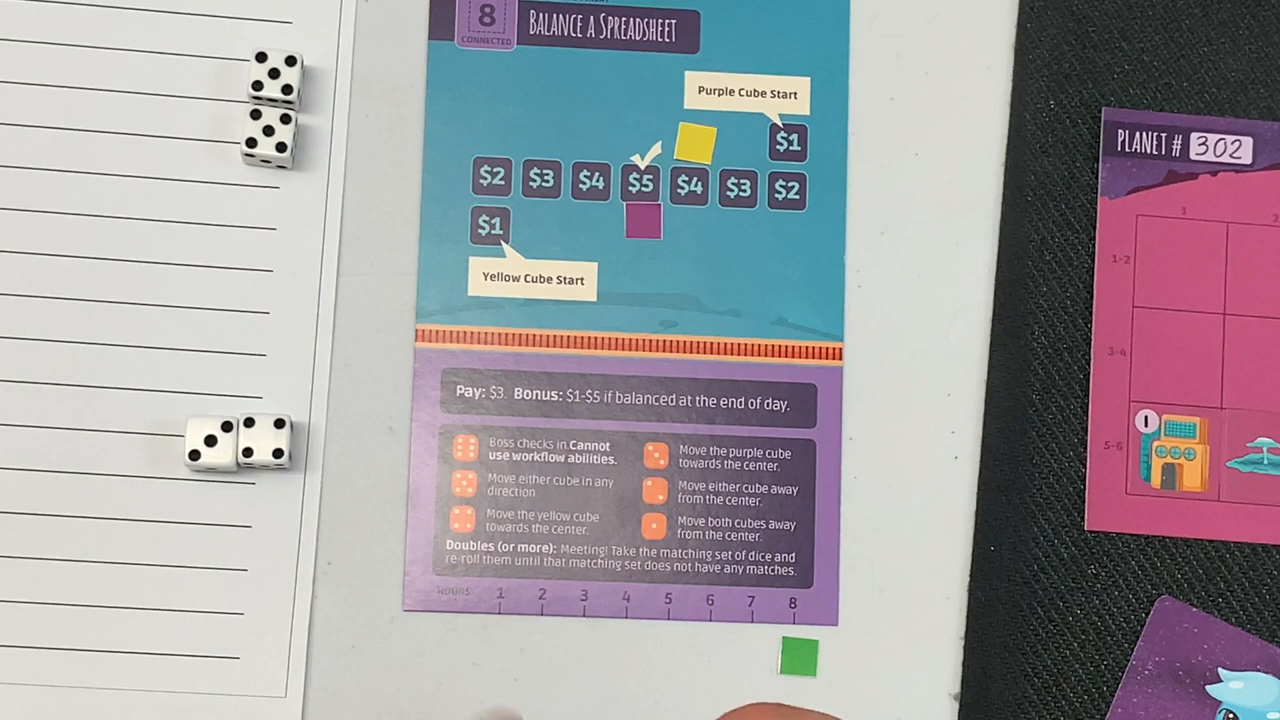 8
CONNECTED
BALANCE A SPREADSHEET
Purple Cube Start
$1
$2 $3 $4 $5 $4 $3 $2
$1
Yellow Cube Start
Pay: $3. Bonus: $1-$5 if balanced at the end of day.
Boss checks in. Cannot
use workflow abilities.
Move either cube in any
direction.
Move the yellow cube
towards the center.
Move the purple cube
towards the center.
Move either cube away
from the center.
Move both cubes away
from the center.
Doubles (or more): Meeting! Take the matching set of dice and
re-roll them until that matching set does not have any matches.
HOURS 1 2 3 4 5 6 7 8
PLANET # 302
1 2
1-2
3-4
5-6
1